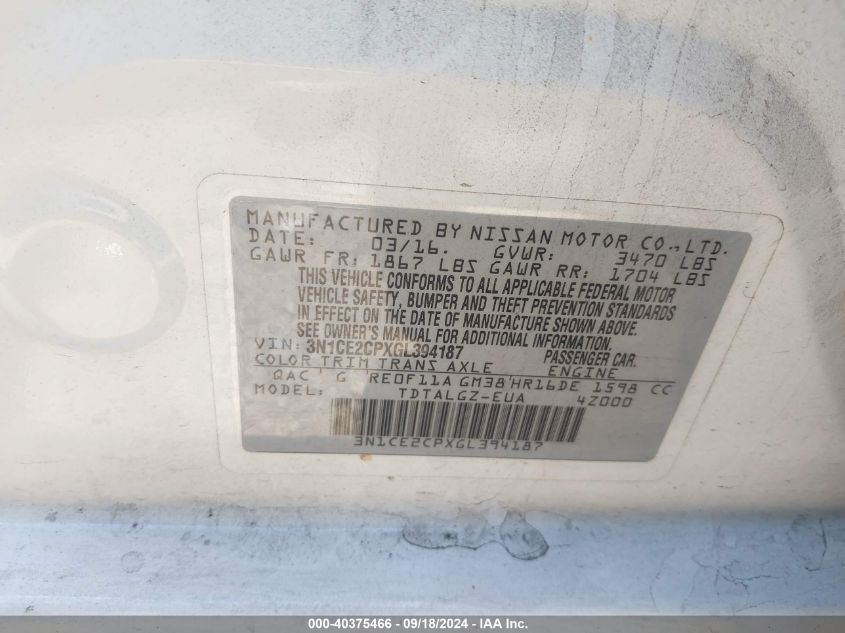 MANUFACTURED BY NISSAN MOTOR CO.,LTD.
DATE: 03/16. GVWR: 3470 LBS
GAWR FR: 1867 LBS GAWR RR: 1704 LBS
THIS VEHICLE CONFORMS TO ALL APPLICABLE FEDERAL MOTOR
VEHICLE SAFETY, BUMPER AND THEFT PREVENTION STANDARDS
IN EFFECT ON THE DATE OF MANUFACTURE SHOWN ABOVE.
SEE OWNER'S MANUAL FOR ADDITIONAL INFORMATION.
VIN: 3N1CE2CPXGL394187 PASSENGER CAR.
COLOR TRIM TRANS AXLE ENGINE
QAC G RE0F11A GM38 HR16DE 1598 CC
MODEL: TDTALGZ-EUA 4Z000
3N1CE2CPXGL394187
000-40375466 - 09/18/2024 - IAA Inc.